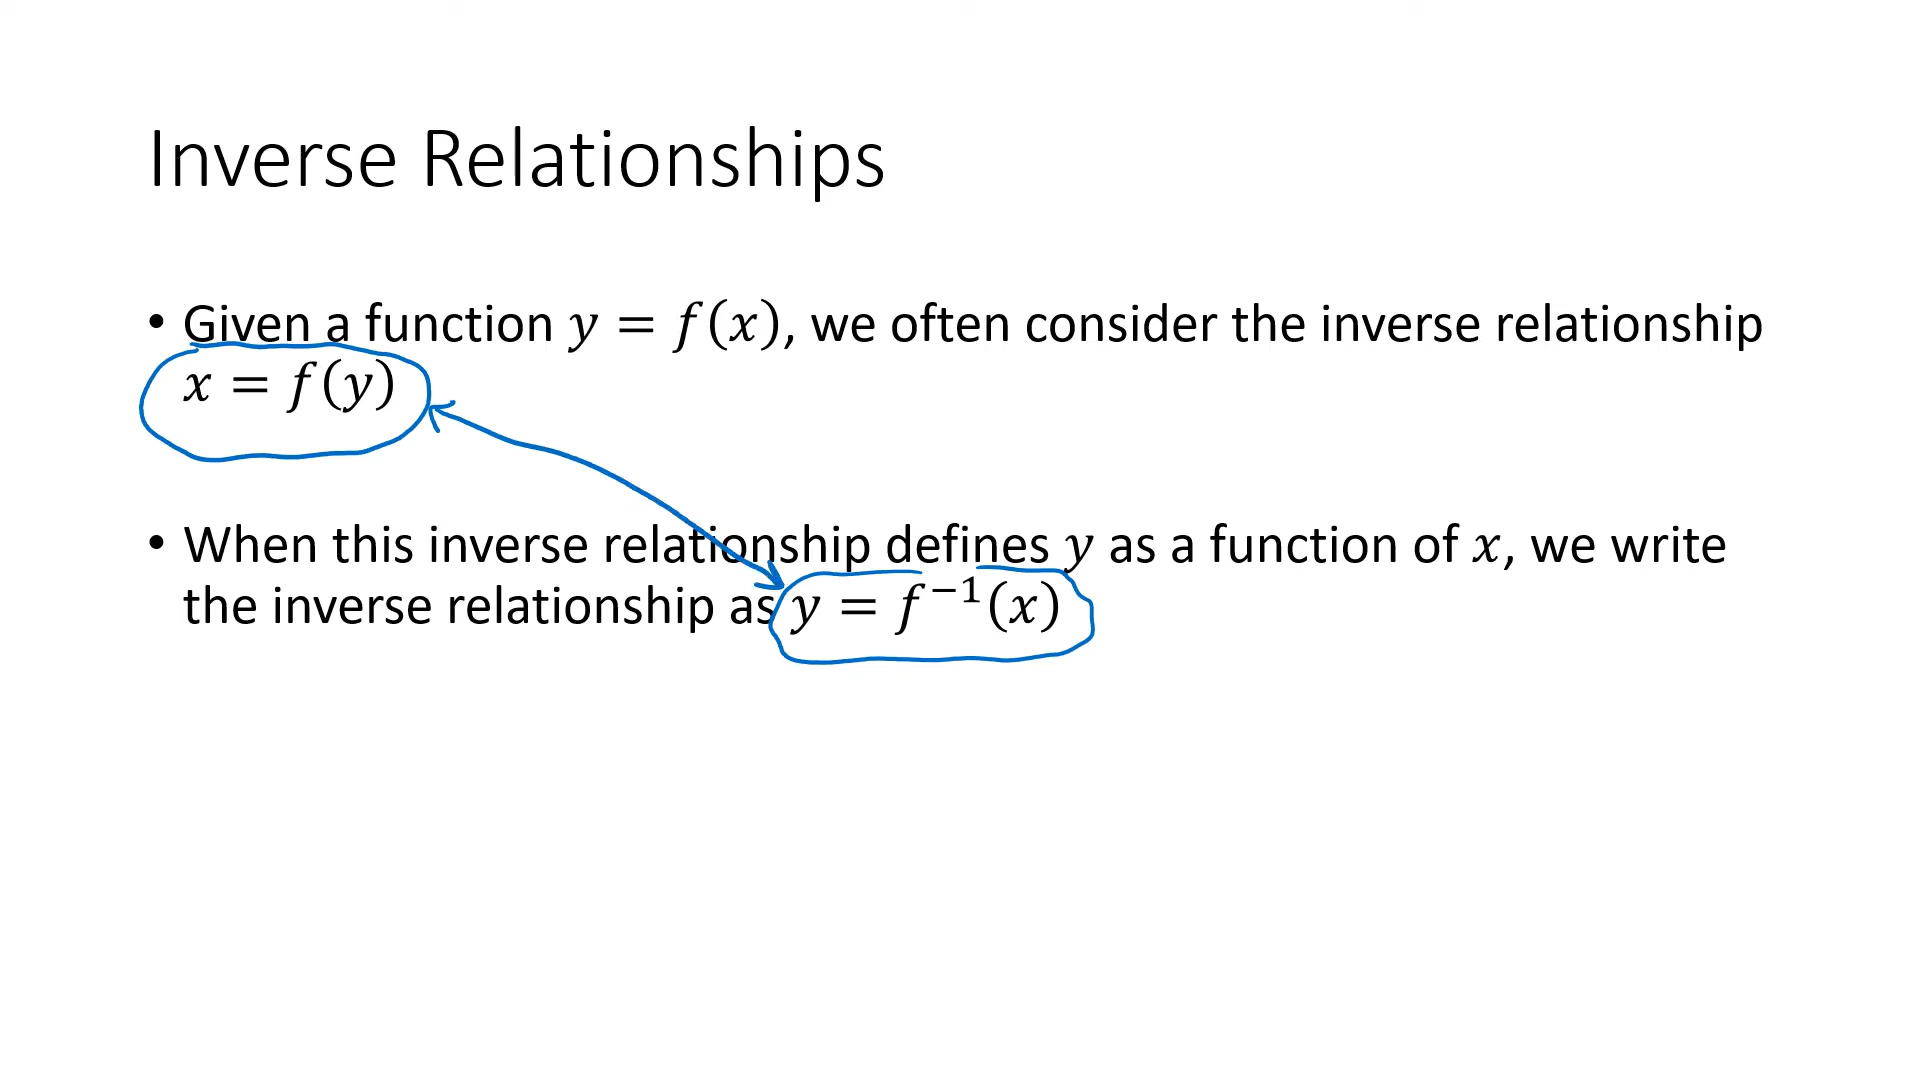 Inverse Relationships
• Given a function 𝑦 = 𝑓(𝑥), we often consider the inverse relationship
𝑥 = 𝑓(𝑦)
• When this inverse relationship defines 𝑦 as a function of 𝑥, we write
the inverse relationship as 𝑦 = 𝑓⁻¹(𝑥)